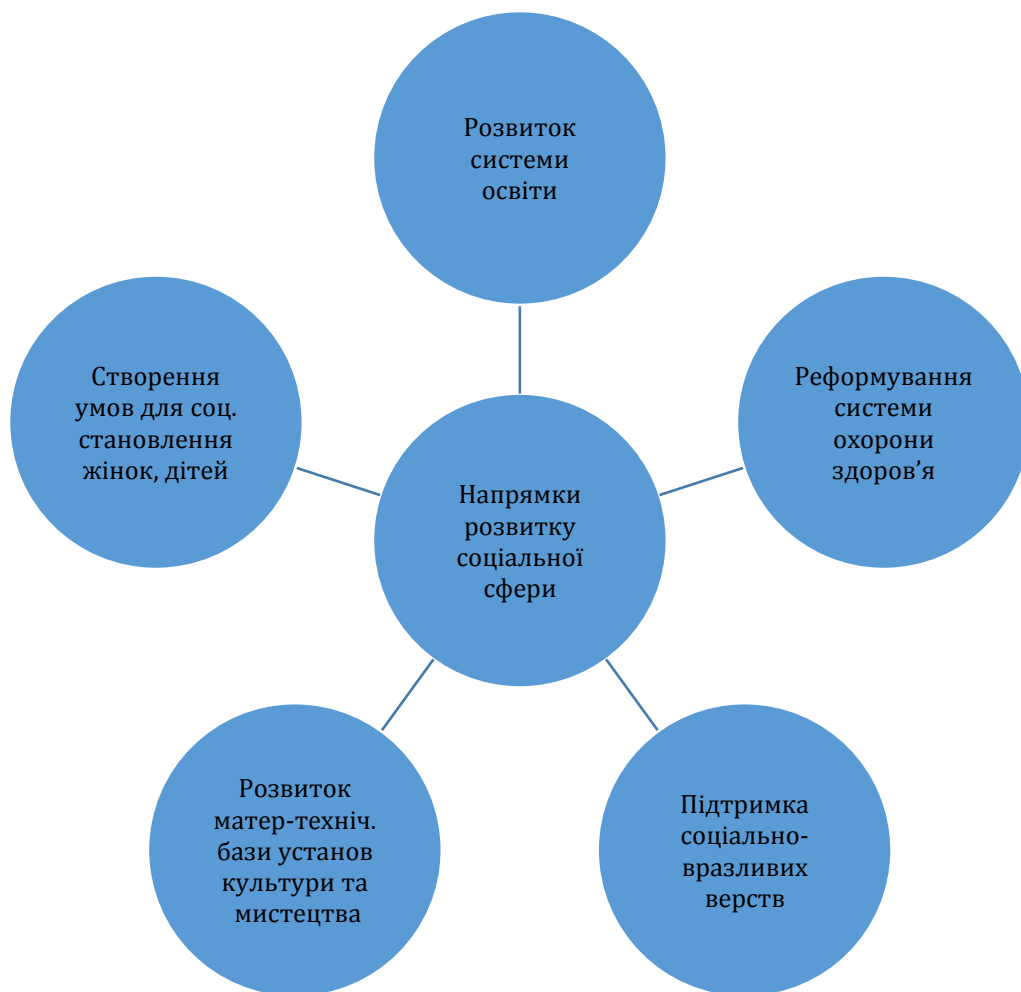 Розвиток
системи
освіти
Створення
умов для соц.
становлення
жінок, дітей
Реформування
системи
охорони
здоров’я
Напрямки
розвитку
соціальної
сфери
Розвиток
матер-техніч.
бази установ
культури та
мистецтва
Підтримка
соціально-
вразливих
верств